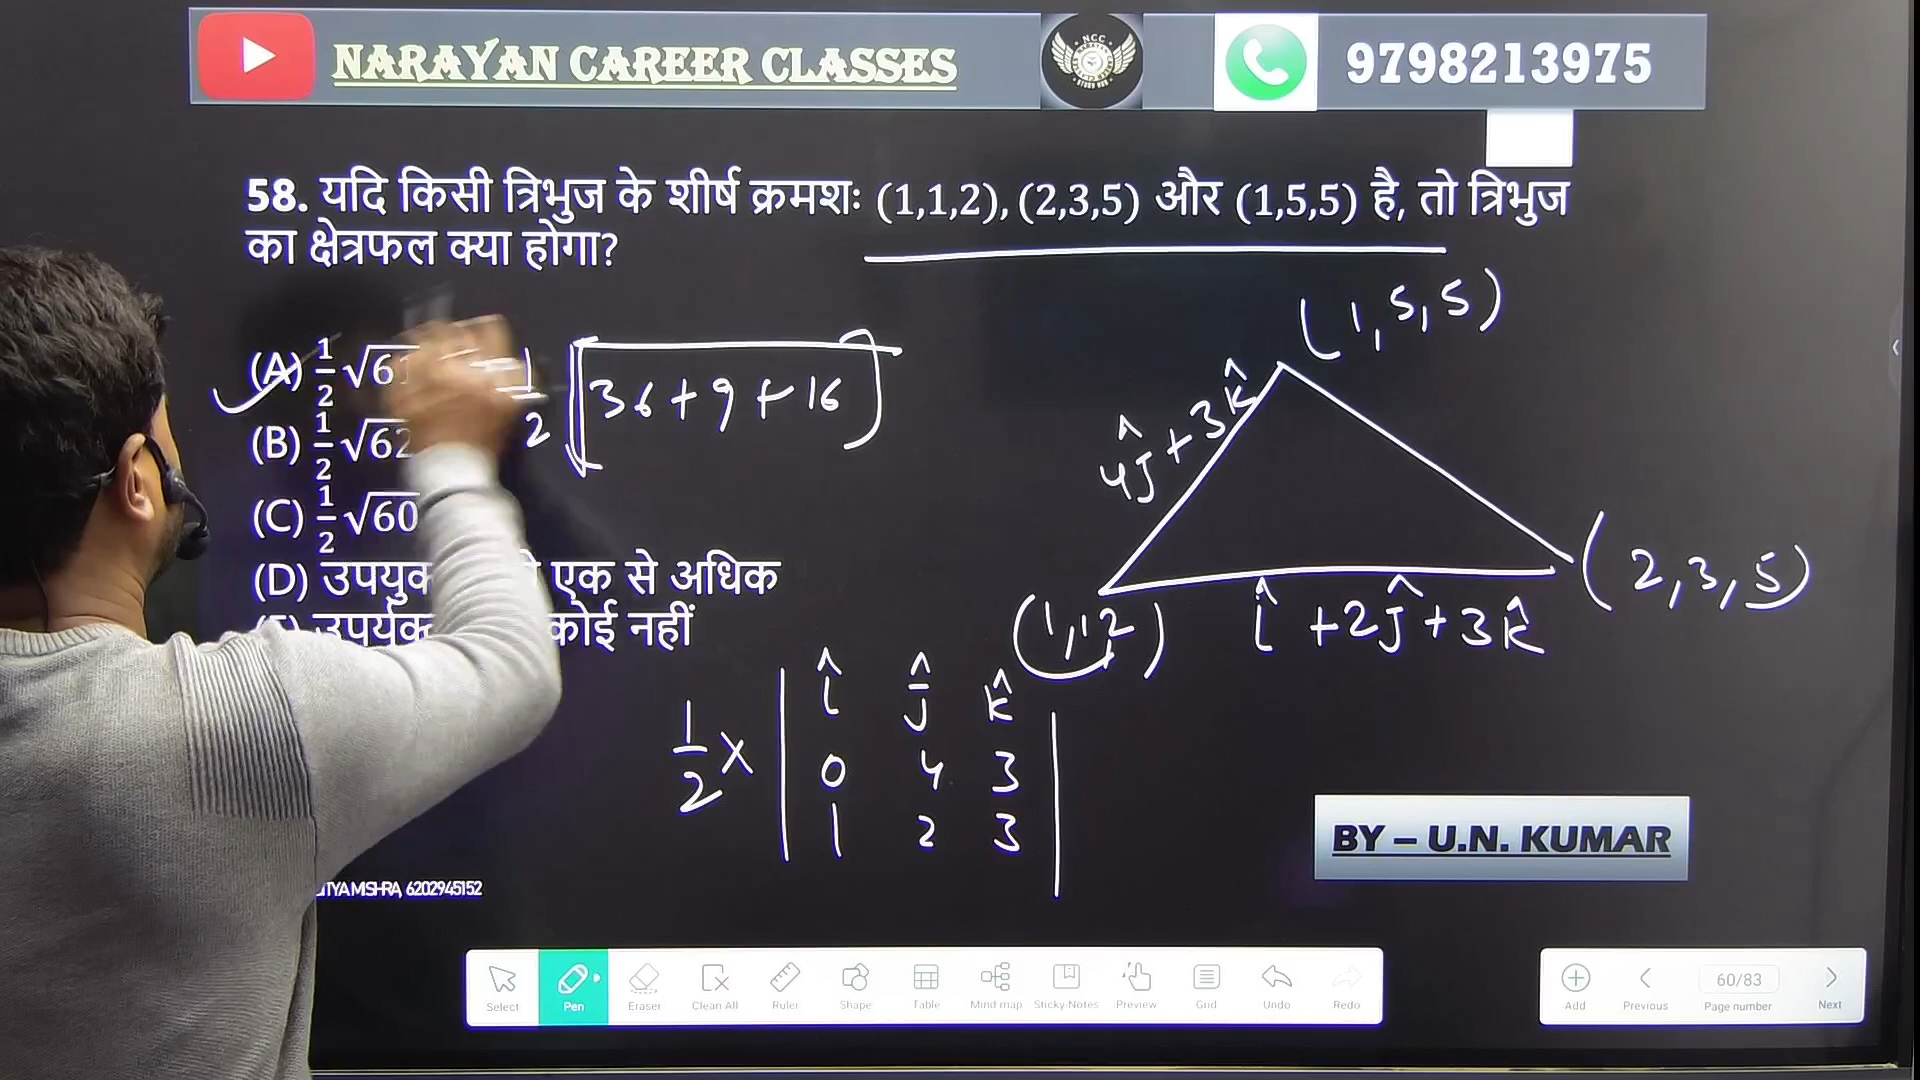 NARAYAN CAREER CLASSES
NCC
9798213975
58. यदि किसी त्रिभुज के शीर्ष क्रमशः (1,1,2), (2,3,5) और (1,5,5) है, तो त्रिभुज
का क्षेत्रफल क्या होगा?
(A) 1/2 √61
(B) 1/2 √62
(C) 1/2 √60
(D) एक से अधिक
कोई नहीं
1/2 √36+9+16
(1,5,5)
4ĵ+3k̂
(2,3,5)
(1,1,2)
î+2ĵ+3k̂
1/2 ×
î ĵ k̂
0 4 3
1 2 3
BY – U.N. KUMAR
6202945152
Select
Pen
Eraser
Clean All
Ruler
Shape
Table
Mind map
Sticky-Notes
Preview
Grid
Undo
Redo
Add
Previous
60/83
Page number
Next